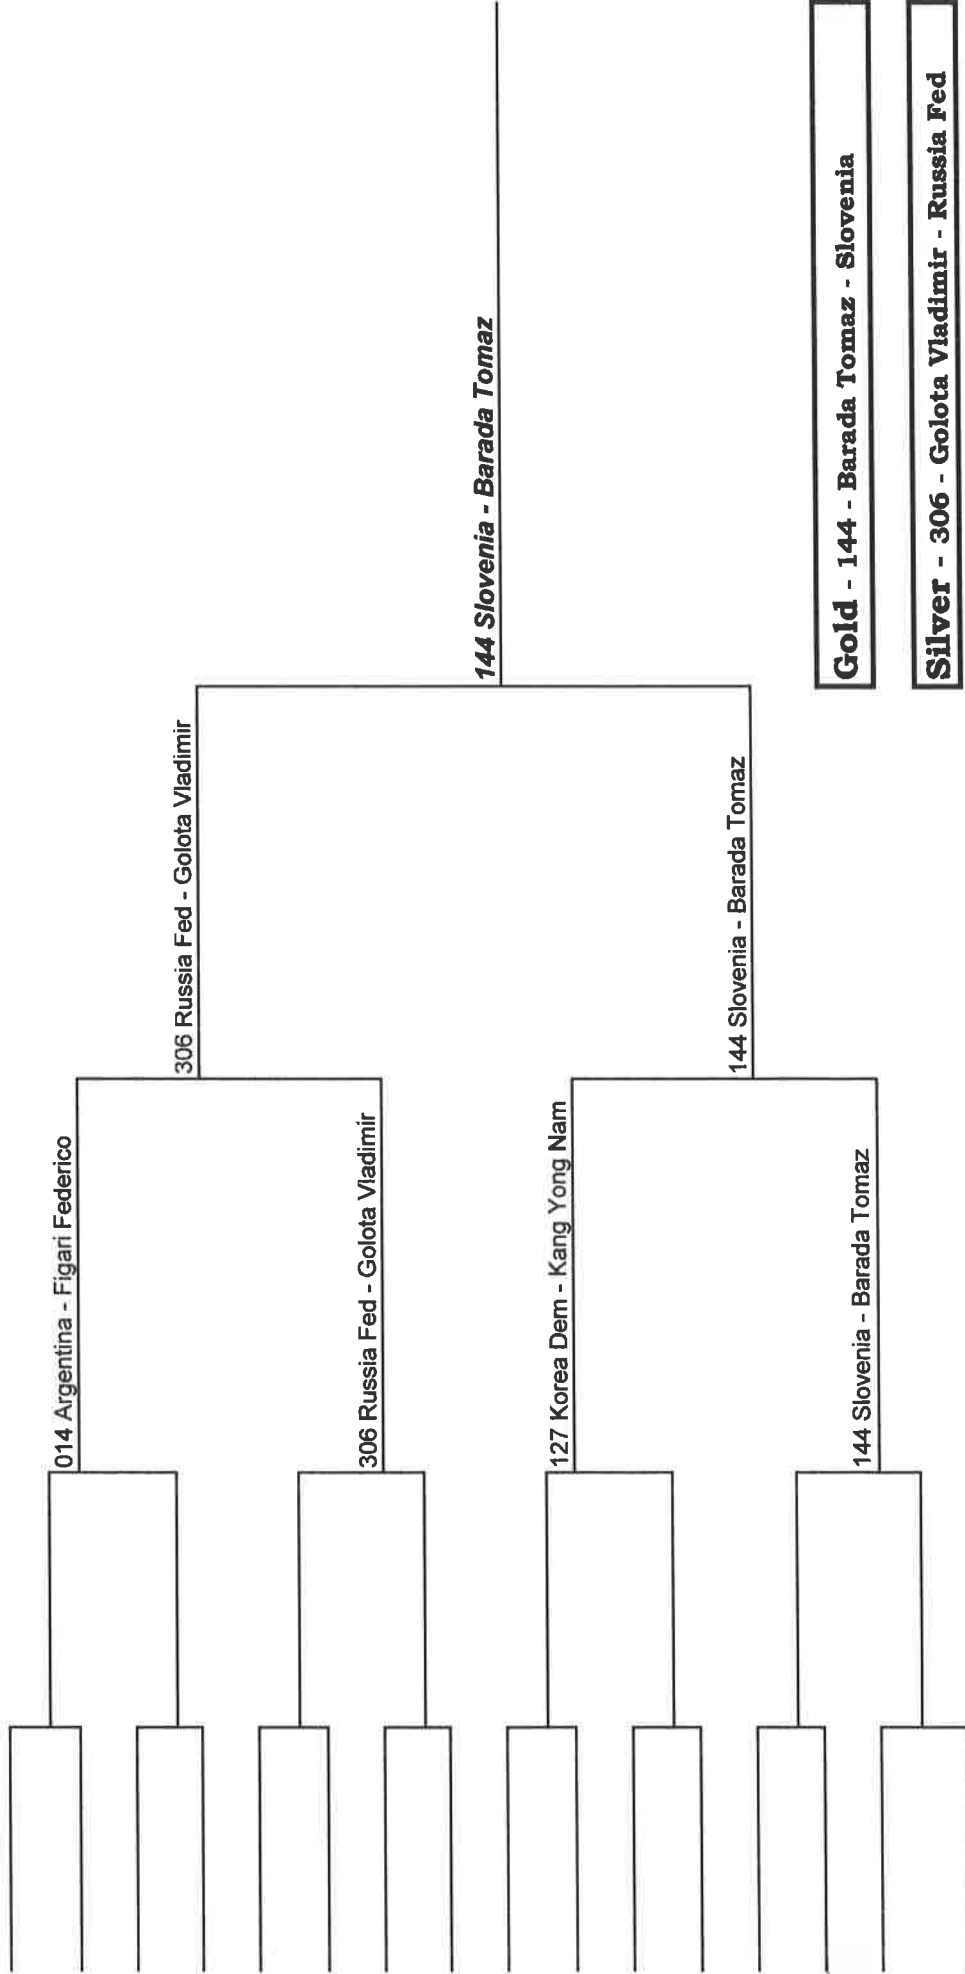 014 Argentina - Figari Federico
306 Russia Fed - Golota Vladimir
306 Russia Fed - Golota Vladimir
127 Korea Dem - Kang Yong Nam
144 Slovenia - Barada Tomaz
144 Slovenia - Barada Tomaz
144 Slovenia - Barada Tomaz
Gold - 144 - Barada Tomaz - Slovenia
Silver - 306 - Golota Vladimir - Russia Fed